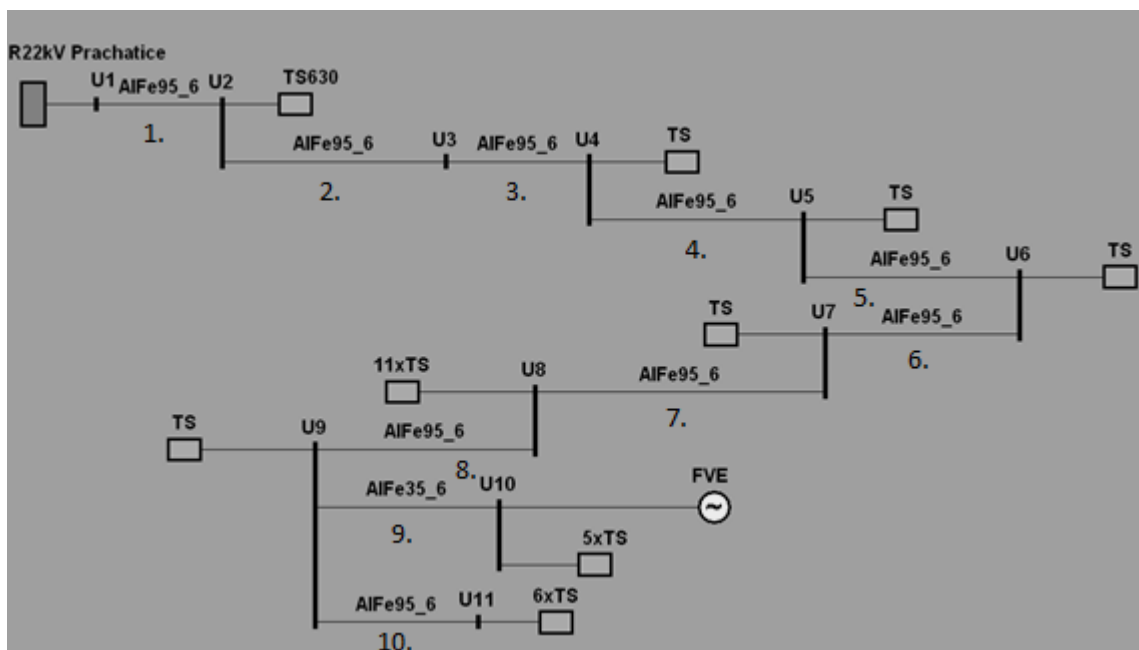 R22kV Prachatice
U1 AlFe95_6 U2 TS630
1.
AlFe95_6 U3 AlFe95_6 U4 TS
2. 3.
AlFe95_6 U5 TS
4.
AlFe95_6 U6 TS
5.
TS U7 AlFe95_6
6.
11xTS U8 AlFe95_6
7.
TS U9 AlFe95_6
8.
AlFe35_6 U10 FVE
9.
5xTS
AlFe95_6 U11 6xTS
10.